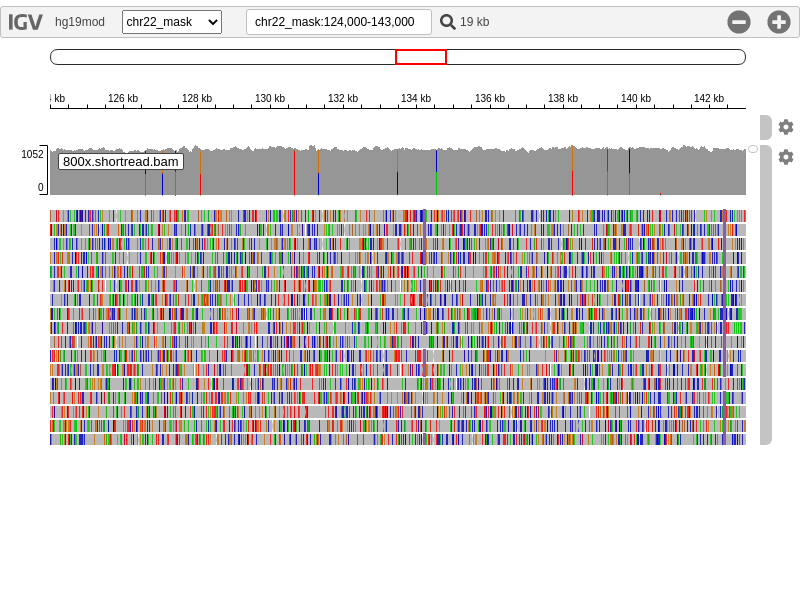 IGV hg19mod chr22_mask chr22_mask:124,000-143,000 19 kb
kb 126 kb 128 kb 130 kb 132 kb 134 kb 136 kb 138 kb 140 kb 142 kb
1052 800x.shortread.bam
0